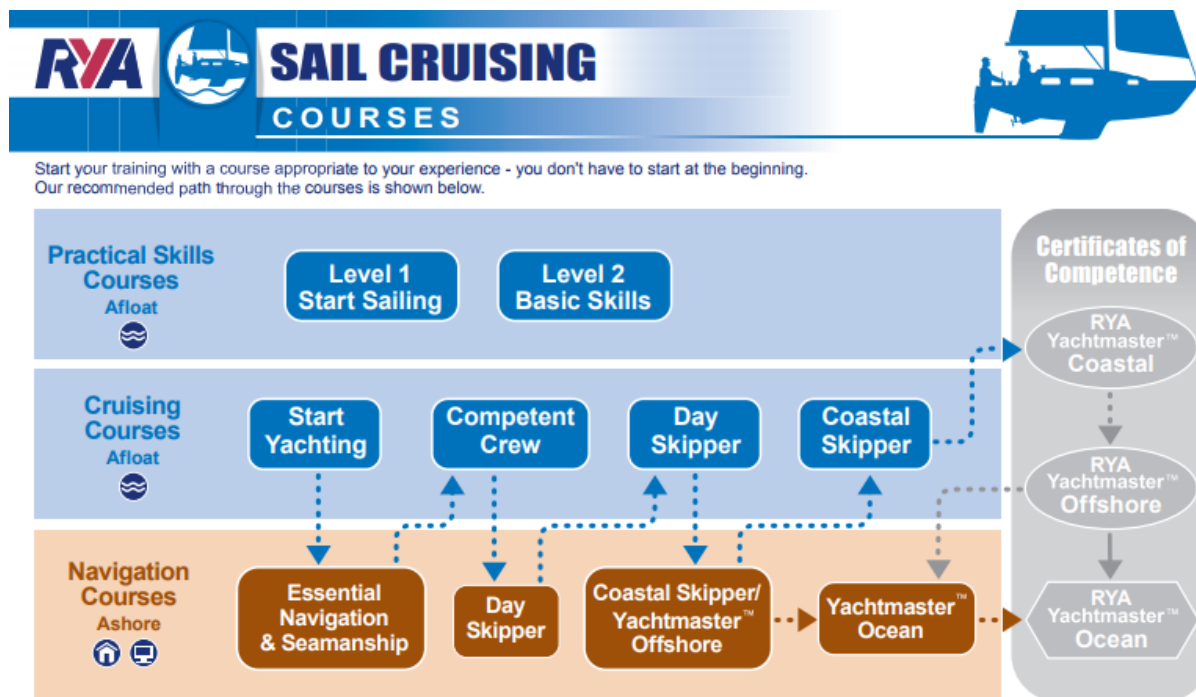 RYA
SAIL CRUISING
COURSES
Start your training with a course appropriate to your experience - you don't have to start at the beginning.
Our recommended path through the courses is shown below.
Practical Skills
Courses
Afloat
Level 1
Start Sailing
Level 2
Basic Skills
Cruising
Courses
Afloat
Start
Yachting
Competent
Crew
Day
Skipper
Coastal
Skipper
Navigation
Courses
Ashore
Essential
Navigation
& Seamanship
Day
Skipper
Coastal Skipper/
Yachtmaster™
Offshore
Yachtmaster™
Ocean
Certificates of
Competence
RYA
Yachtmaster™
Coastal
RYA
Yachtmaster™
Offshore
RYA
Yachtmaster™
Ocean